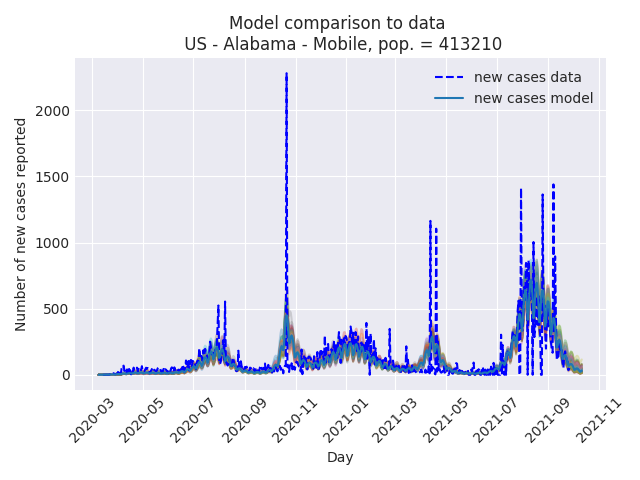 Model comparison to data
US - Alabama - Mobile, pop. = 413210
new cases data
new cases model
Number of new cases reported
2000
1500
1000
500
0
2020-03
2020-05
2020-07
2020-09
2020-11
2021-01
2021-03
2021-05
2021-07
2021-09
2021-11
Day